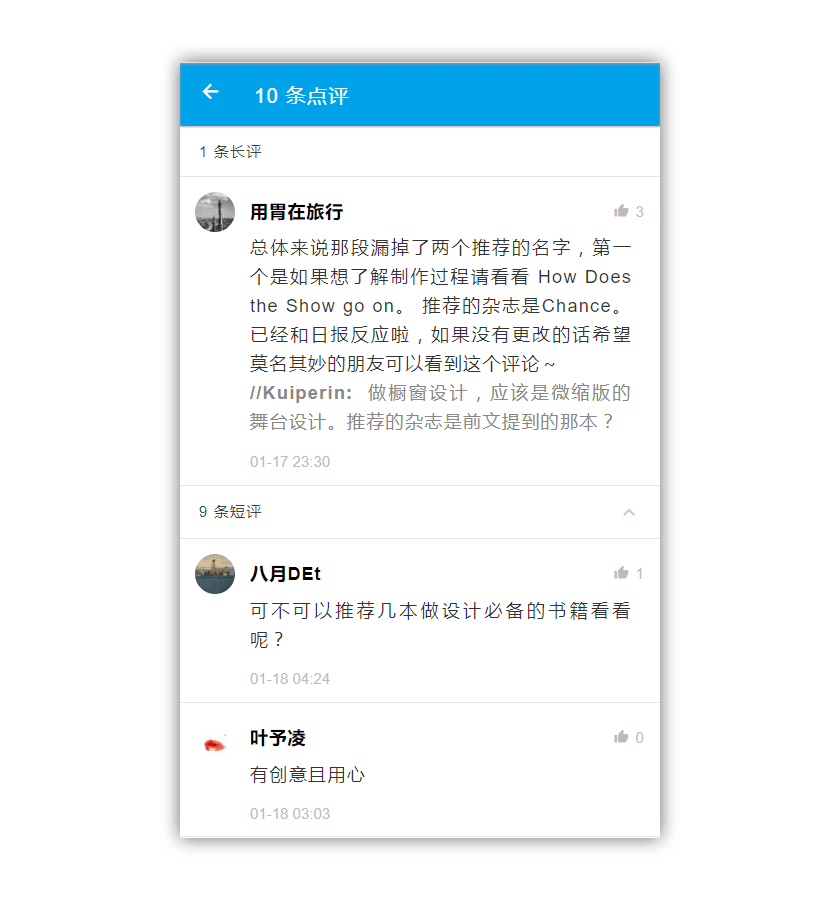 10 条点评
1 条长评
用胃在旅行
3
总体来说那段漏掉了两个推荐的名字，第一
个是如果想了解制作过程请看看 How Does
the Show go on。 推荐的杂志是Chance。
已经和日报反应啦，如果没有更改的话希望
莫名其妙的朋友可以看到这个评论～
//Kuiperin: 做橱窗设计，应该是微缩版的
舞台设计。推荐的杂志是前文提到的那本？
01-17 23:30
9 条短评
八月DEt
1
可不可以推荐几本做设计必备的书籍看看
呢？
01-18 04:24
叶予凌
0
有创意且用心
01-18 03:03